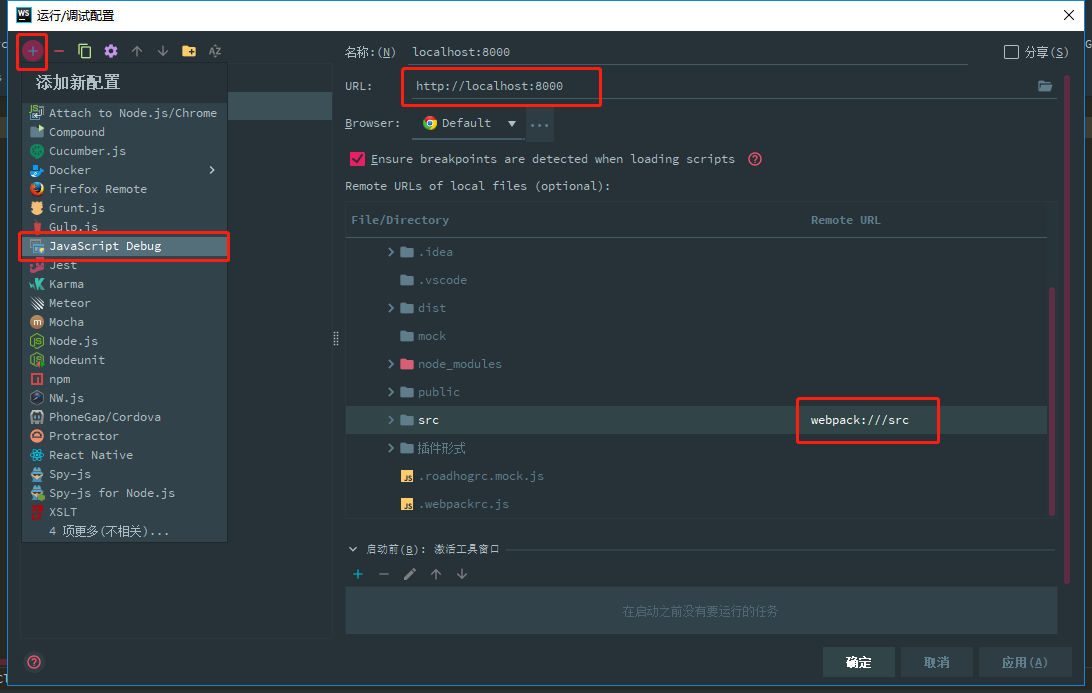 WS 运行/调试配置
名称:(N) localhost:8000 分享(S)
添加新配置
URL: http://localhost:8000
Attach to Node.js/Chrome
Compound
Browser: Default ...
Cucumber.js
Ensure breakpoints are detected when loading scripts
Docker
Firefox Remote
Remote URLs of local files (optional):
Grunt.js
Gulp.js
File/Directory Remote URL
JavaScript Debug
.idea
Jest
Karma
.vscode
Meteor
dist
Mocha
mock
Node.js
Nodeunit
node_modules
npm
public
NW.js
PhoneGap/Cordova
src webpack:///src
Protractor
插件形式
React Native
Spy-js
.roadhogrc.mock.js
Spy-js for Node.js
.webpackrc.js
XSLT
4 项更多(不相关)...
启动前(B): 激活工具窗口
在启动之前没有要运行的任务
确定 取消 应用(A)